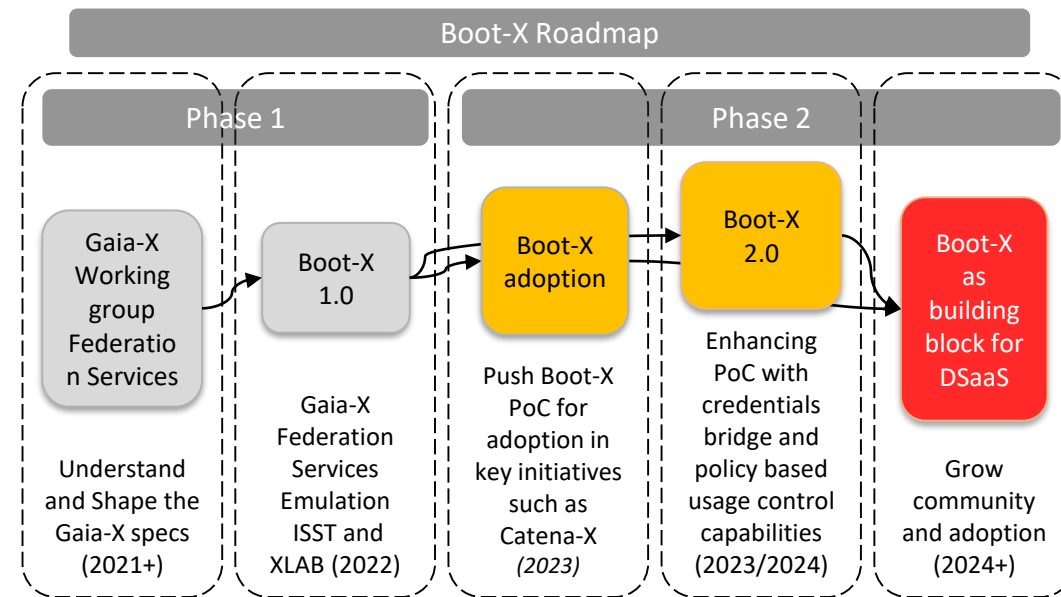 Boot-X Roadmap
Phase 1
Phase 2
Gaia-X
Working
group
Federatio
n Services
Boot-X
1.0
Boot-X
adoption
Boot-X
2.0
Boot-X
as
building
block for
DSaaS
Understand
and Shape the
Gaia-X specs
(2021+)
Gaia-X
Federation
Services
Emulation
ISST and
XLAB (2022)
Push Boot-X
PoC for
adoption in
key initiatives
such as
Catena-X
(2023)
Enhancing
PoC with
credentials
bridge and
policy based
usage control
capabilities
(2023/2024)
Grow
community
and adoption
(2024+)